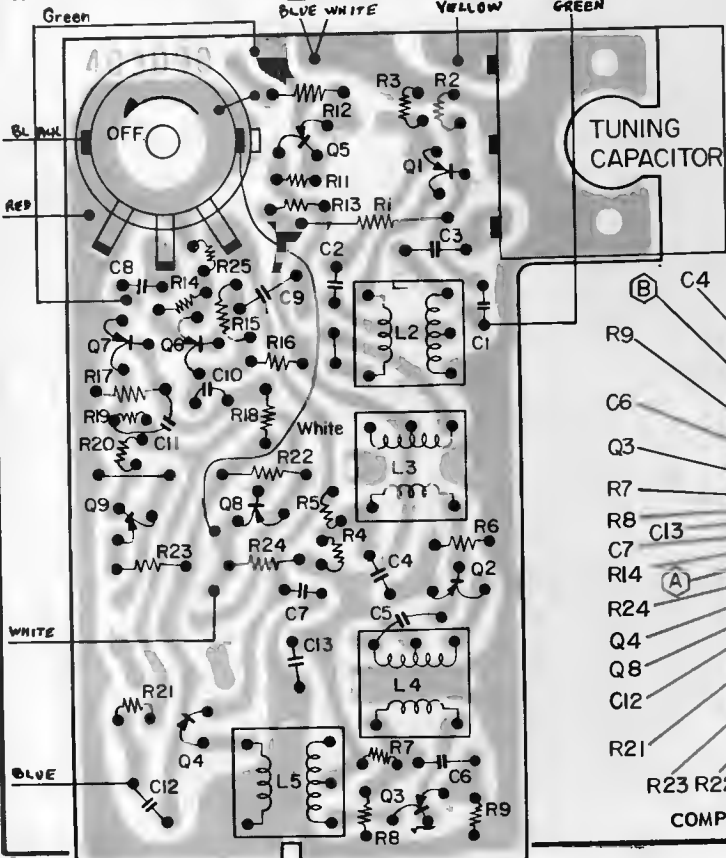 Green
BLUE WHITE
YELLOW
GREEN
R3 R2
R12
OFF
BLACK
Q5
Q1
TUNING
CAPACITOR
R11
RED
R13 R1
C2
C3
R25
C8
R14
C9
B C4
L2
R15
C1
Q7 Q6
R9
R16
R17
C10
C6
R19
R18
C11
R20
White
L3
Q3
R22
R7
Q9
Q8
R5
R8
C13
R6
R4
C7
R23
R24
C4
Q2
R14
A
C7
C5
R24
WHITE
C13
Q4
L4
Q8
R21
C12
Q4
R7
R21
BLUE
C12
L5
C6
R23 R22
Q3
R9
R8
COMP